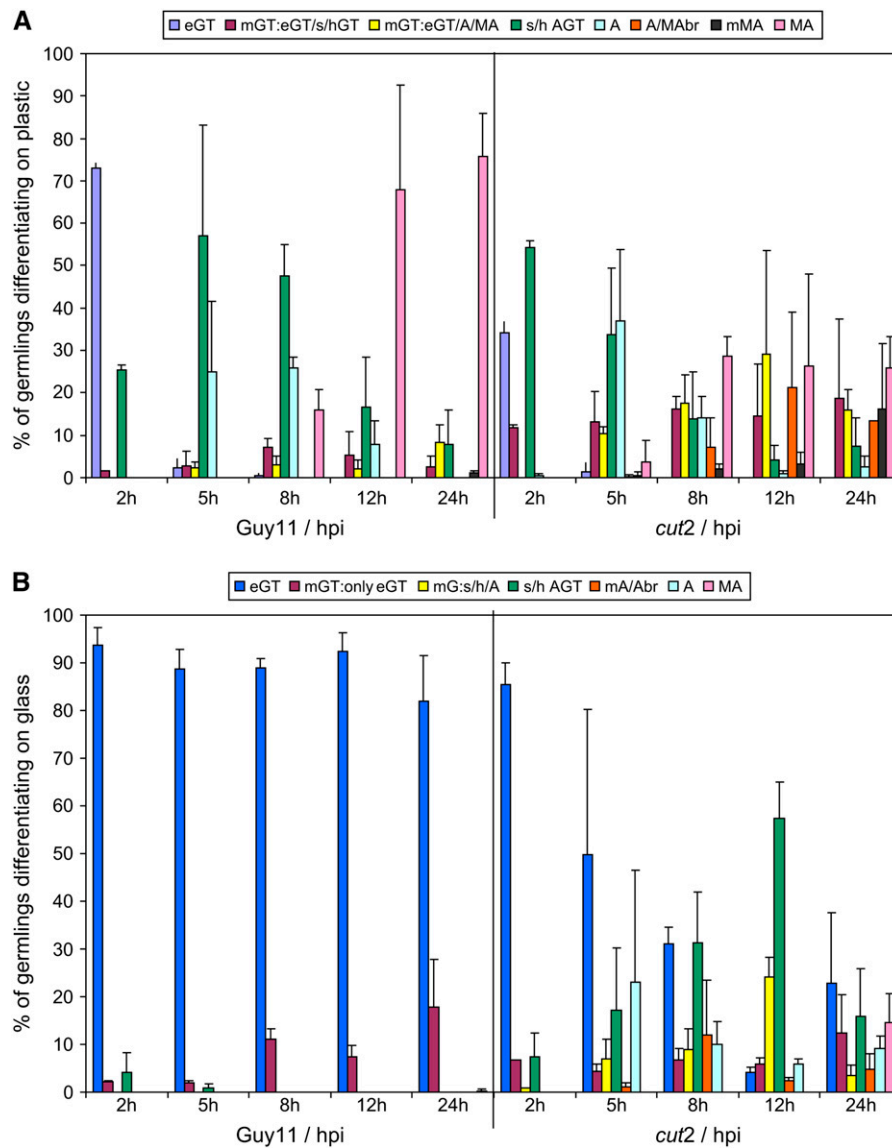 A
eGT mGT:eGT/s/hGT mGT:eGT/A/MA s/h AGT A A/MAbr mMA MA
% of germlings differentiating on plastic
100
90
80
70
60
50
40
30
20
10
0
2h 5h 8h 12h 24h 2h 5h 8h 12h 24h
Guy11 / hpi cut2 / hpi
B
eGT mGT:only eGT mG:s/h/A s/h AGT mA/Abr A MA
% of germlings differentiating on glass
100
90
80
70
60
50
40
30
20
10
0
2h 5h 8h 12h 24h 2h 5h 8h 12h 24h
Guy11 / hpi cut2 / hpi